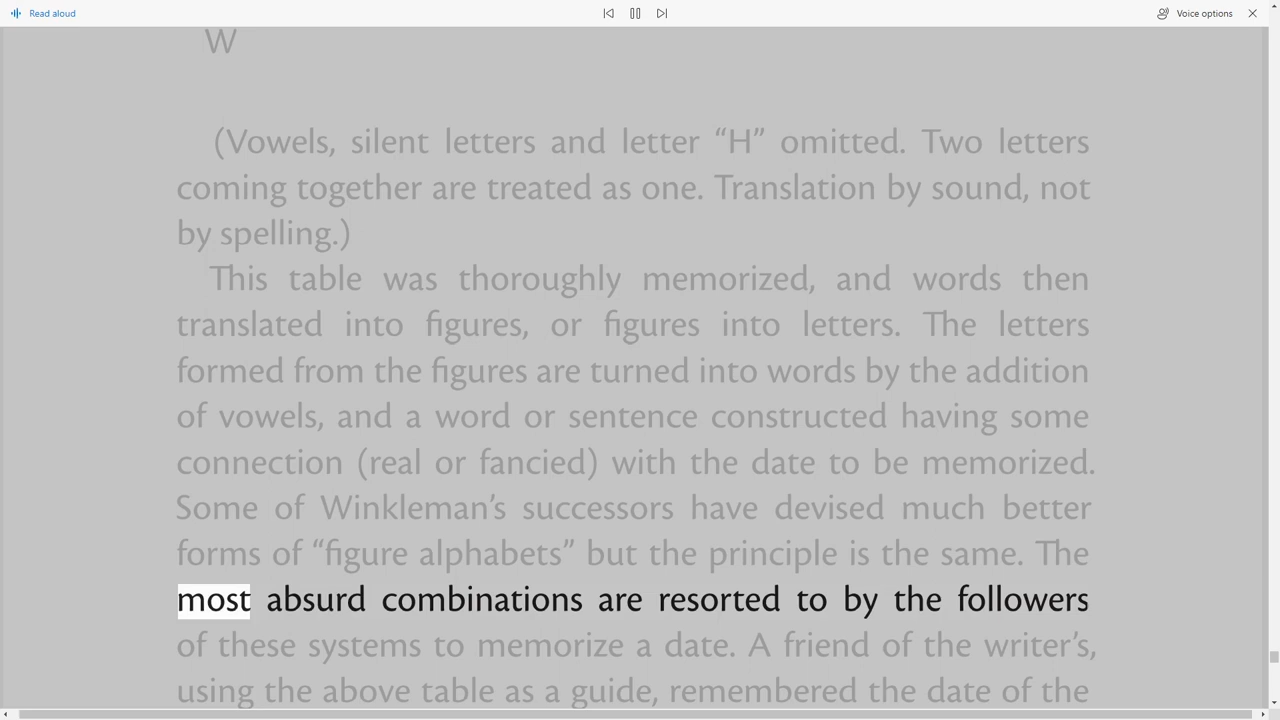 Read aloud
Voice options
W
(Vowels, silent letters and letter “H” omitted. Two letters
coming together are treated as one. Translation by sound, not
by spelling.)
This table was thoroughly memorized, and words then
translated into figures, or figures into letters. The letters
formed from the figures are turned into words by the addition
of vowels, and a word or sentence constructed having some
connection (real or fancied) with the date to be memorized.
Some of Winkleman’s successors have devised much better
forms of “figure alphabets” but the principle is the same. The
most absurd combinations are resorted to by the followers
of these systems to memorize a date. A friend of the writer’s,
using the above table as a guide, remembered the date of the